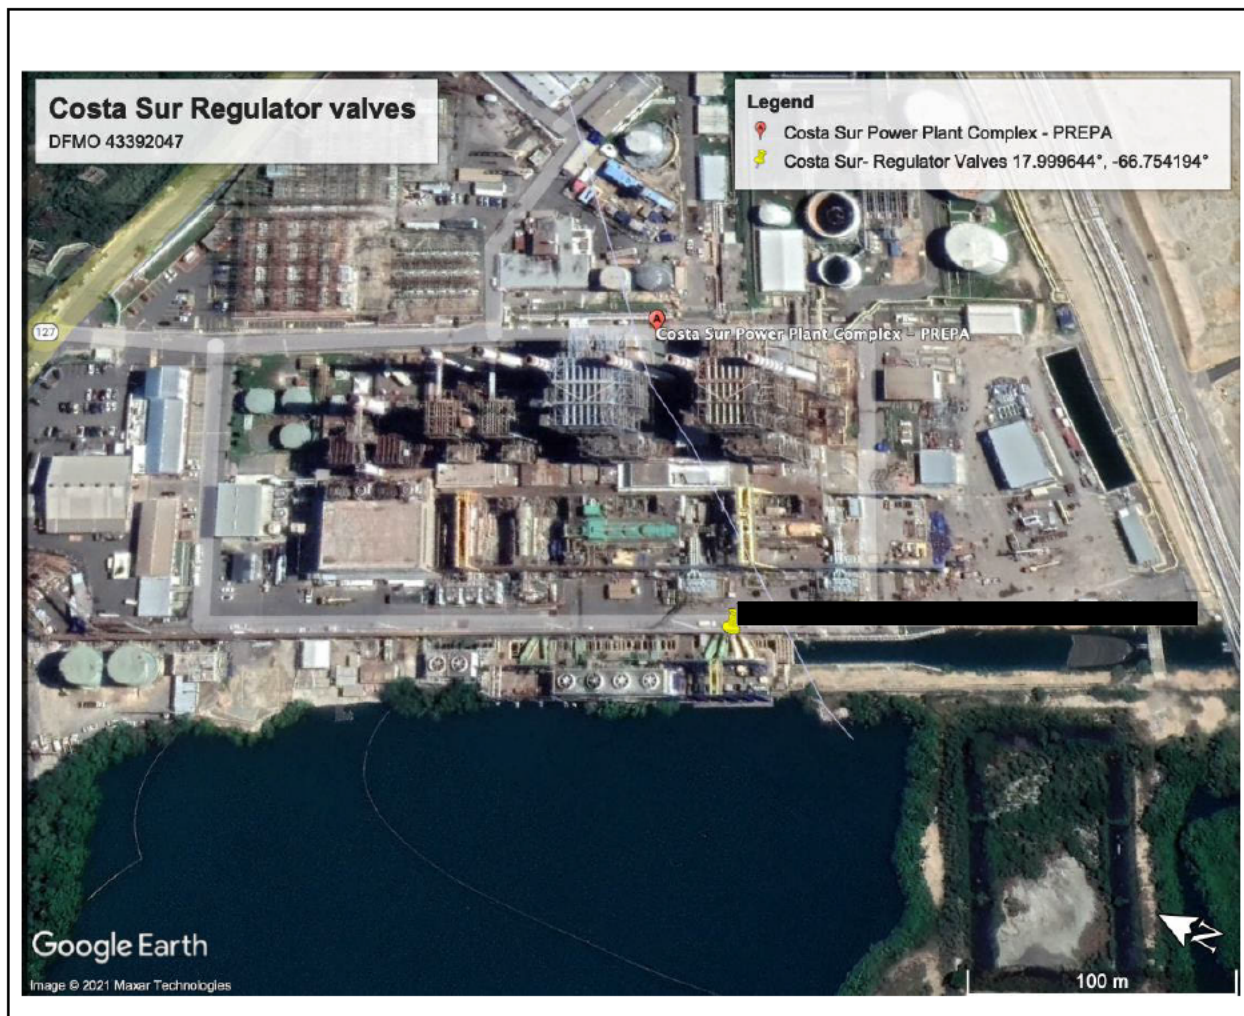 Costa Sur Regulator valves
DFMO 43392047
Legend
Costa Sur Power Plant Complex - PREPA
Costa Sur- Regulator Valves 17.999644°, -66.754194°
127
A
Costa Sur Power Plant Complex - PREPA
Google Earth
Image © 2021 Maxar Technologies
N
100 m